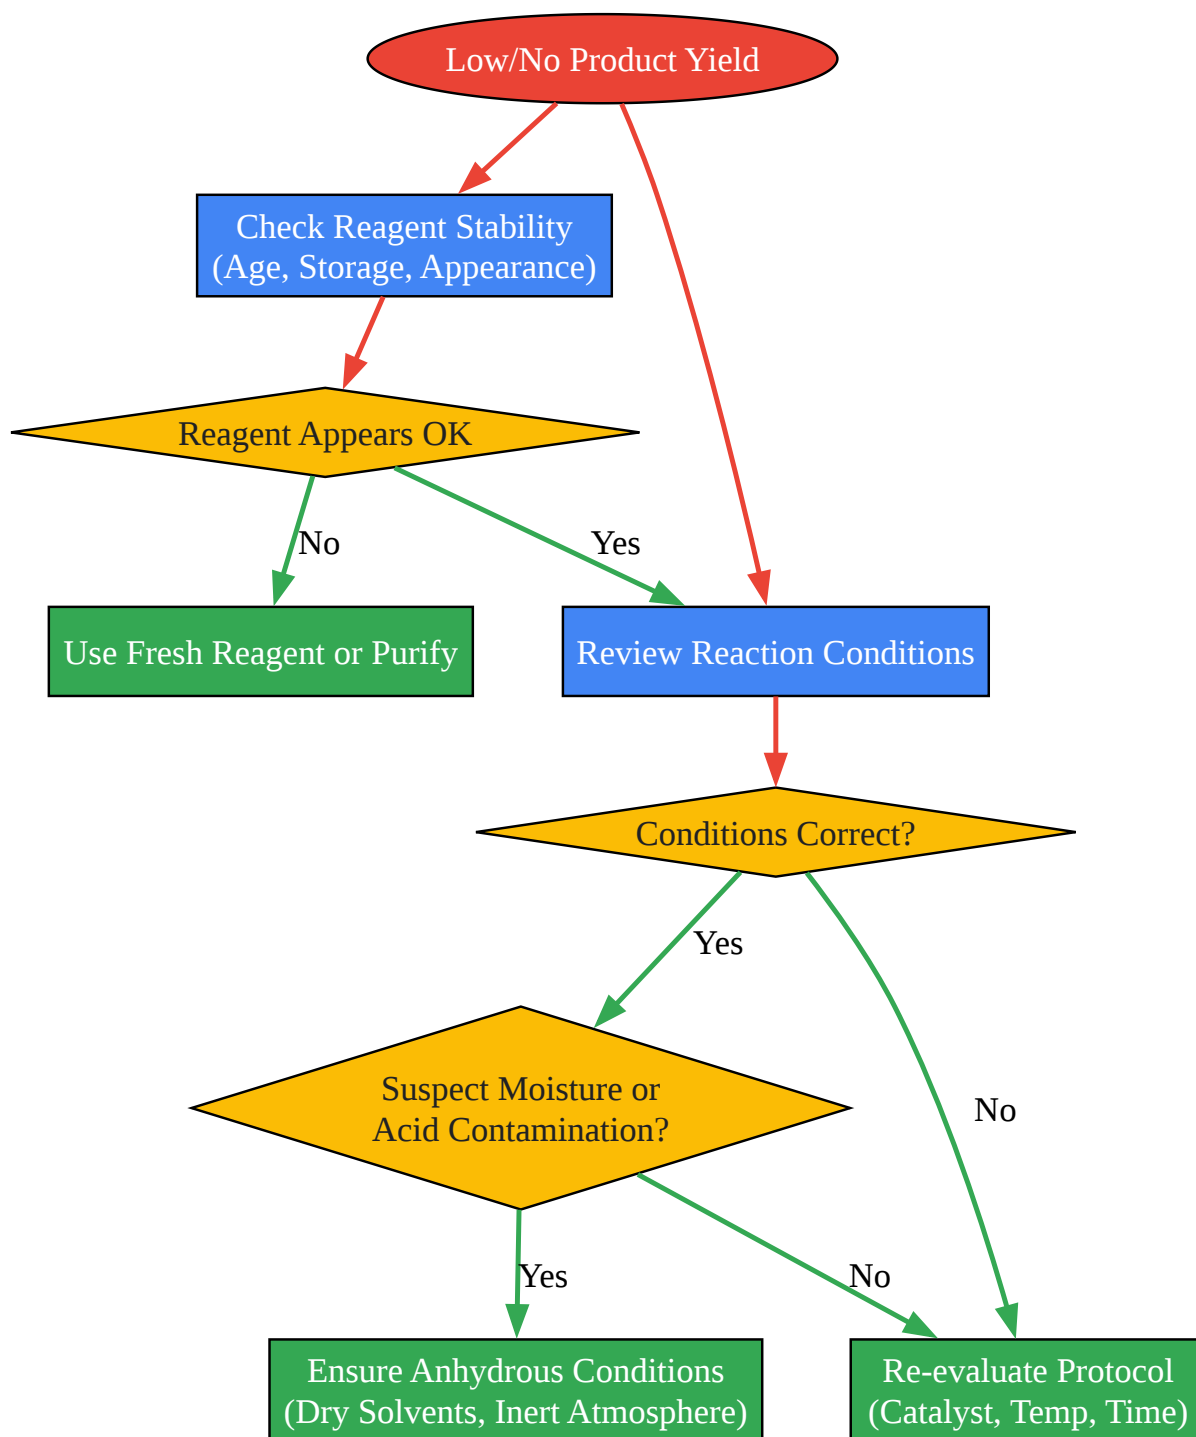 Low/No Product Yield
Check Reagent Stability
(Age, Storage, Appearance)
Reagent Appears OK
No
Yes
Use Fresh Reagent or Purify
Review Reaction Conditions
Conditions Correct?
Yes
Suspect Moisture or
Acid Contamination?
No
Yes
No
Ensure Anhydrous Conditions
(Dry Solvents, Inert Atmosphere)
Re-evaluate Protocol
(Catalyst, Temp, Time)